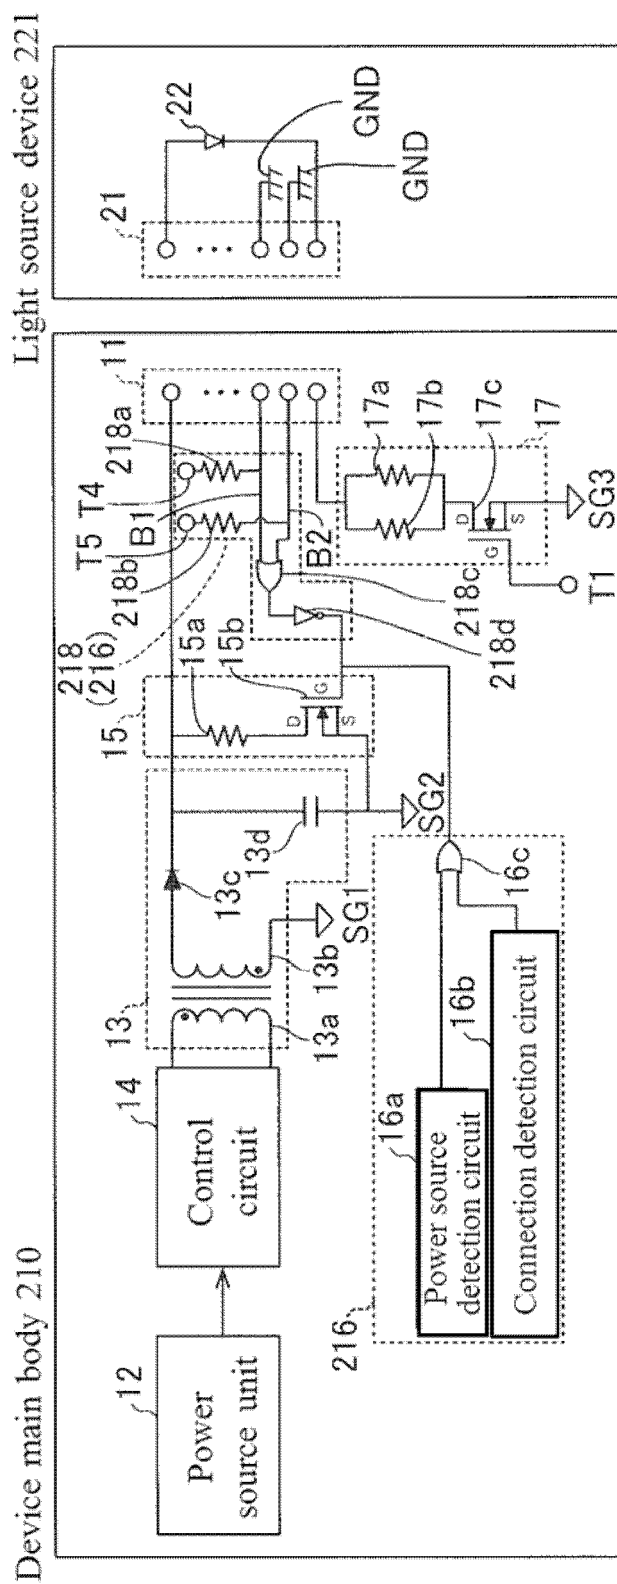 Device main body 210
Light source device 221
12
Power
source unit
14
Control
circuit
13
13a
13b
13c
13d
SG1
SG2
15
15a
15b
D
G
S
218
(216)
218b
218a
T5
T4
B1
B2
218c
218d
11
17a
17b
17c
17
D
G
S
SG3
T1
216
16a
Power source
detection circuit
16b
Connection detection circuit
16c
21
22
GND
GND